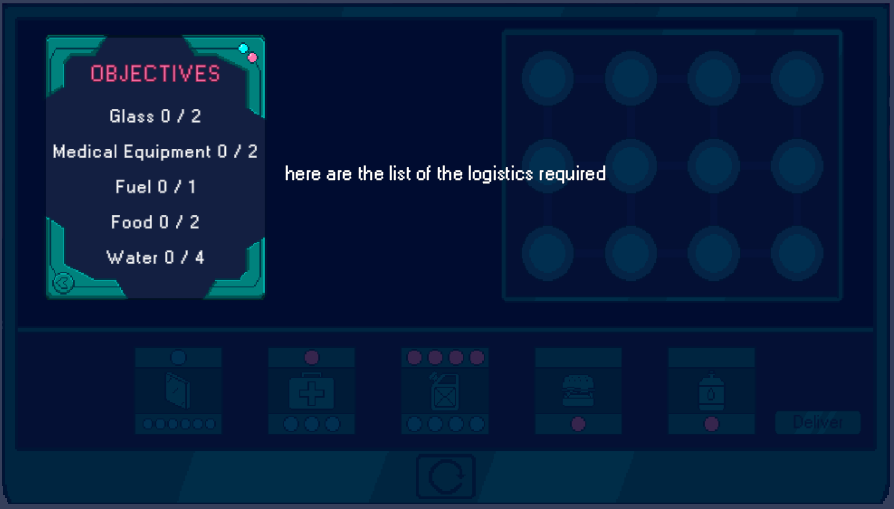 OBJECTIVES
Glass 0 / 2
Medical Equipment 0 / 2
Fuel 0 / 1
Food 0 / 2
Water 0 / 4
here are the list of the logistics required
Deliver